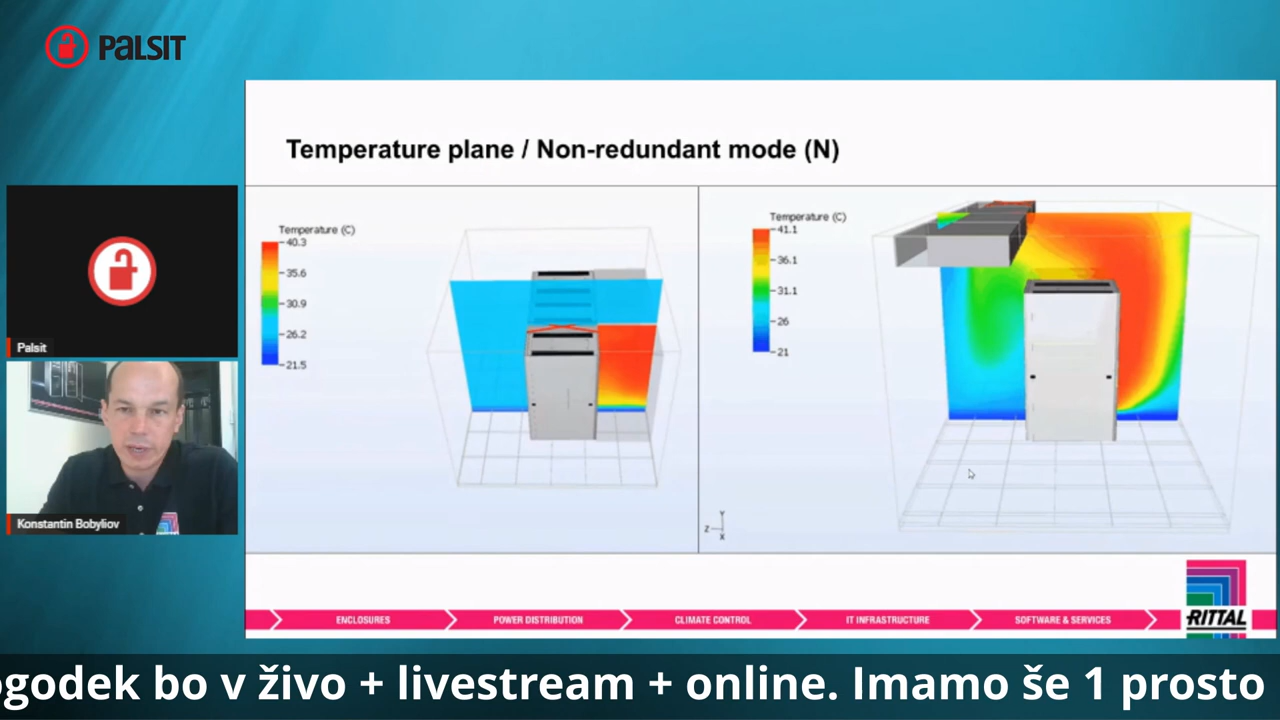 PALSIT
Temperature plane / Non-redundant mode (N)
Temperature (C)
40.3
35.6
30.9
26.2
21.5
Temperature (C)
41.1
36.1
31.1
26
21
Y
Z
X
Palsit
Konstantin Bobyliov
ENCLOSURES
POWER DISTRIBUTION
CLIMATE CONTROL
IT INFRASTRUCTURE
SOFTWARE & SERVICES
RITTAL
ogodek bo v živo + livestream + online. Imamo še 1 prosto